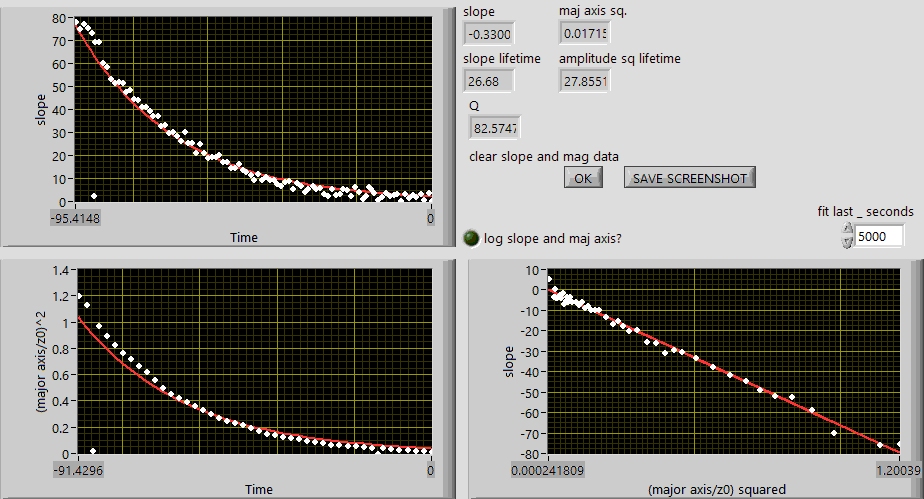 slope
maj axis sq.
-0.3300
0.0171
slope lifetime
amplitude sq lifetime
26.68
27.8551
Q
82.5747
clear slope and mag data
OK
SAVE SCREENSHOT
fit last _ seconds
5000
log slope and maj axis?
80
70
60
50
40
30
20
10
0
slope
-95.4148
0
Time
1.4
1.2
1
0.8
0.6
0.4
0.2
0
(major axis/z0)^2
-91.4296
0
Time
10
0
-10
-20
-30
-40
-50
-60
-70
-80
slope
0.000241809
1.20039
(major axis/z0) squared